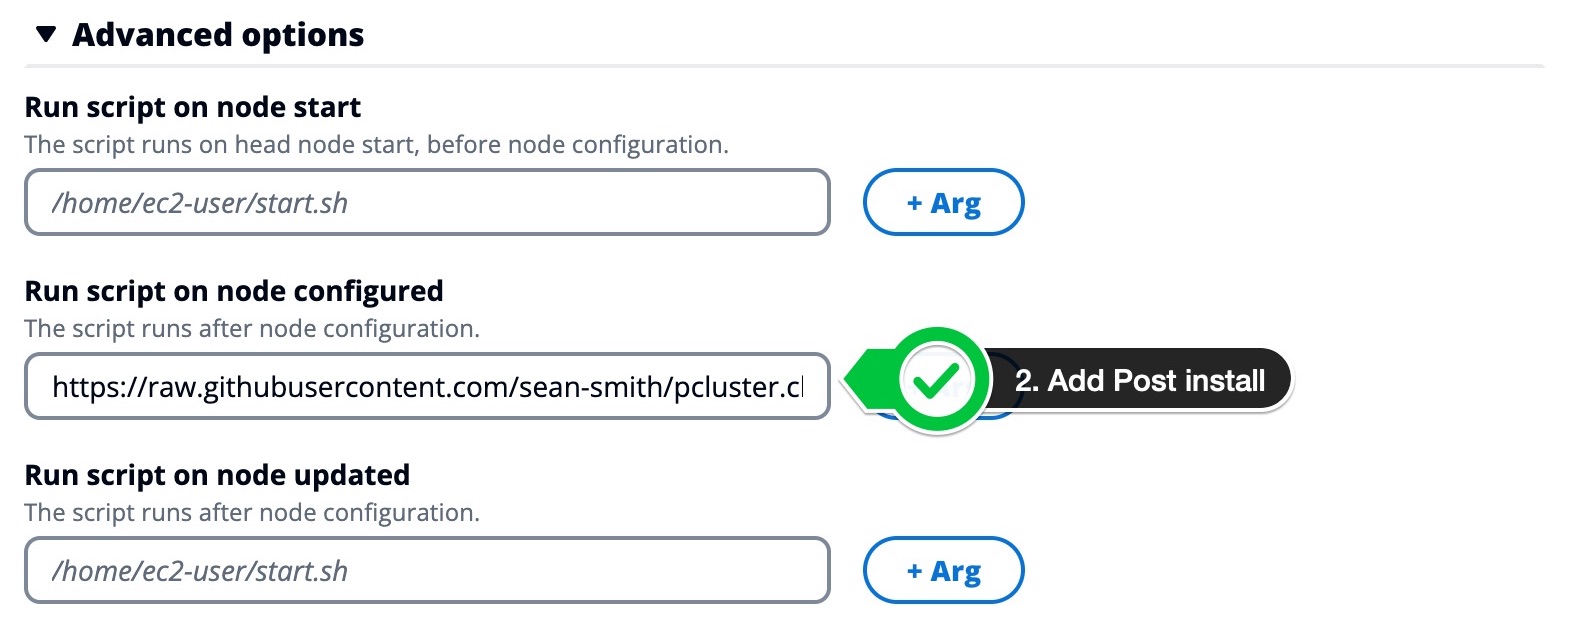 Advanced options
Run script on node start
The script runs on head node start, before node configuration.
/home/ec2-user/start.sh
+ Arg
Run script on node configured
The script runs after node configuration.
https://raw.githubusercontent.com/sean-smith/pcluster.cl
2. Add Post install
Run script on node updated
The script runs after node configuration.
/home/ec2-user/start.sh
+ Arg